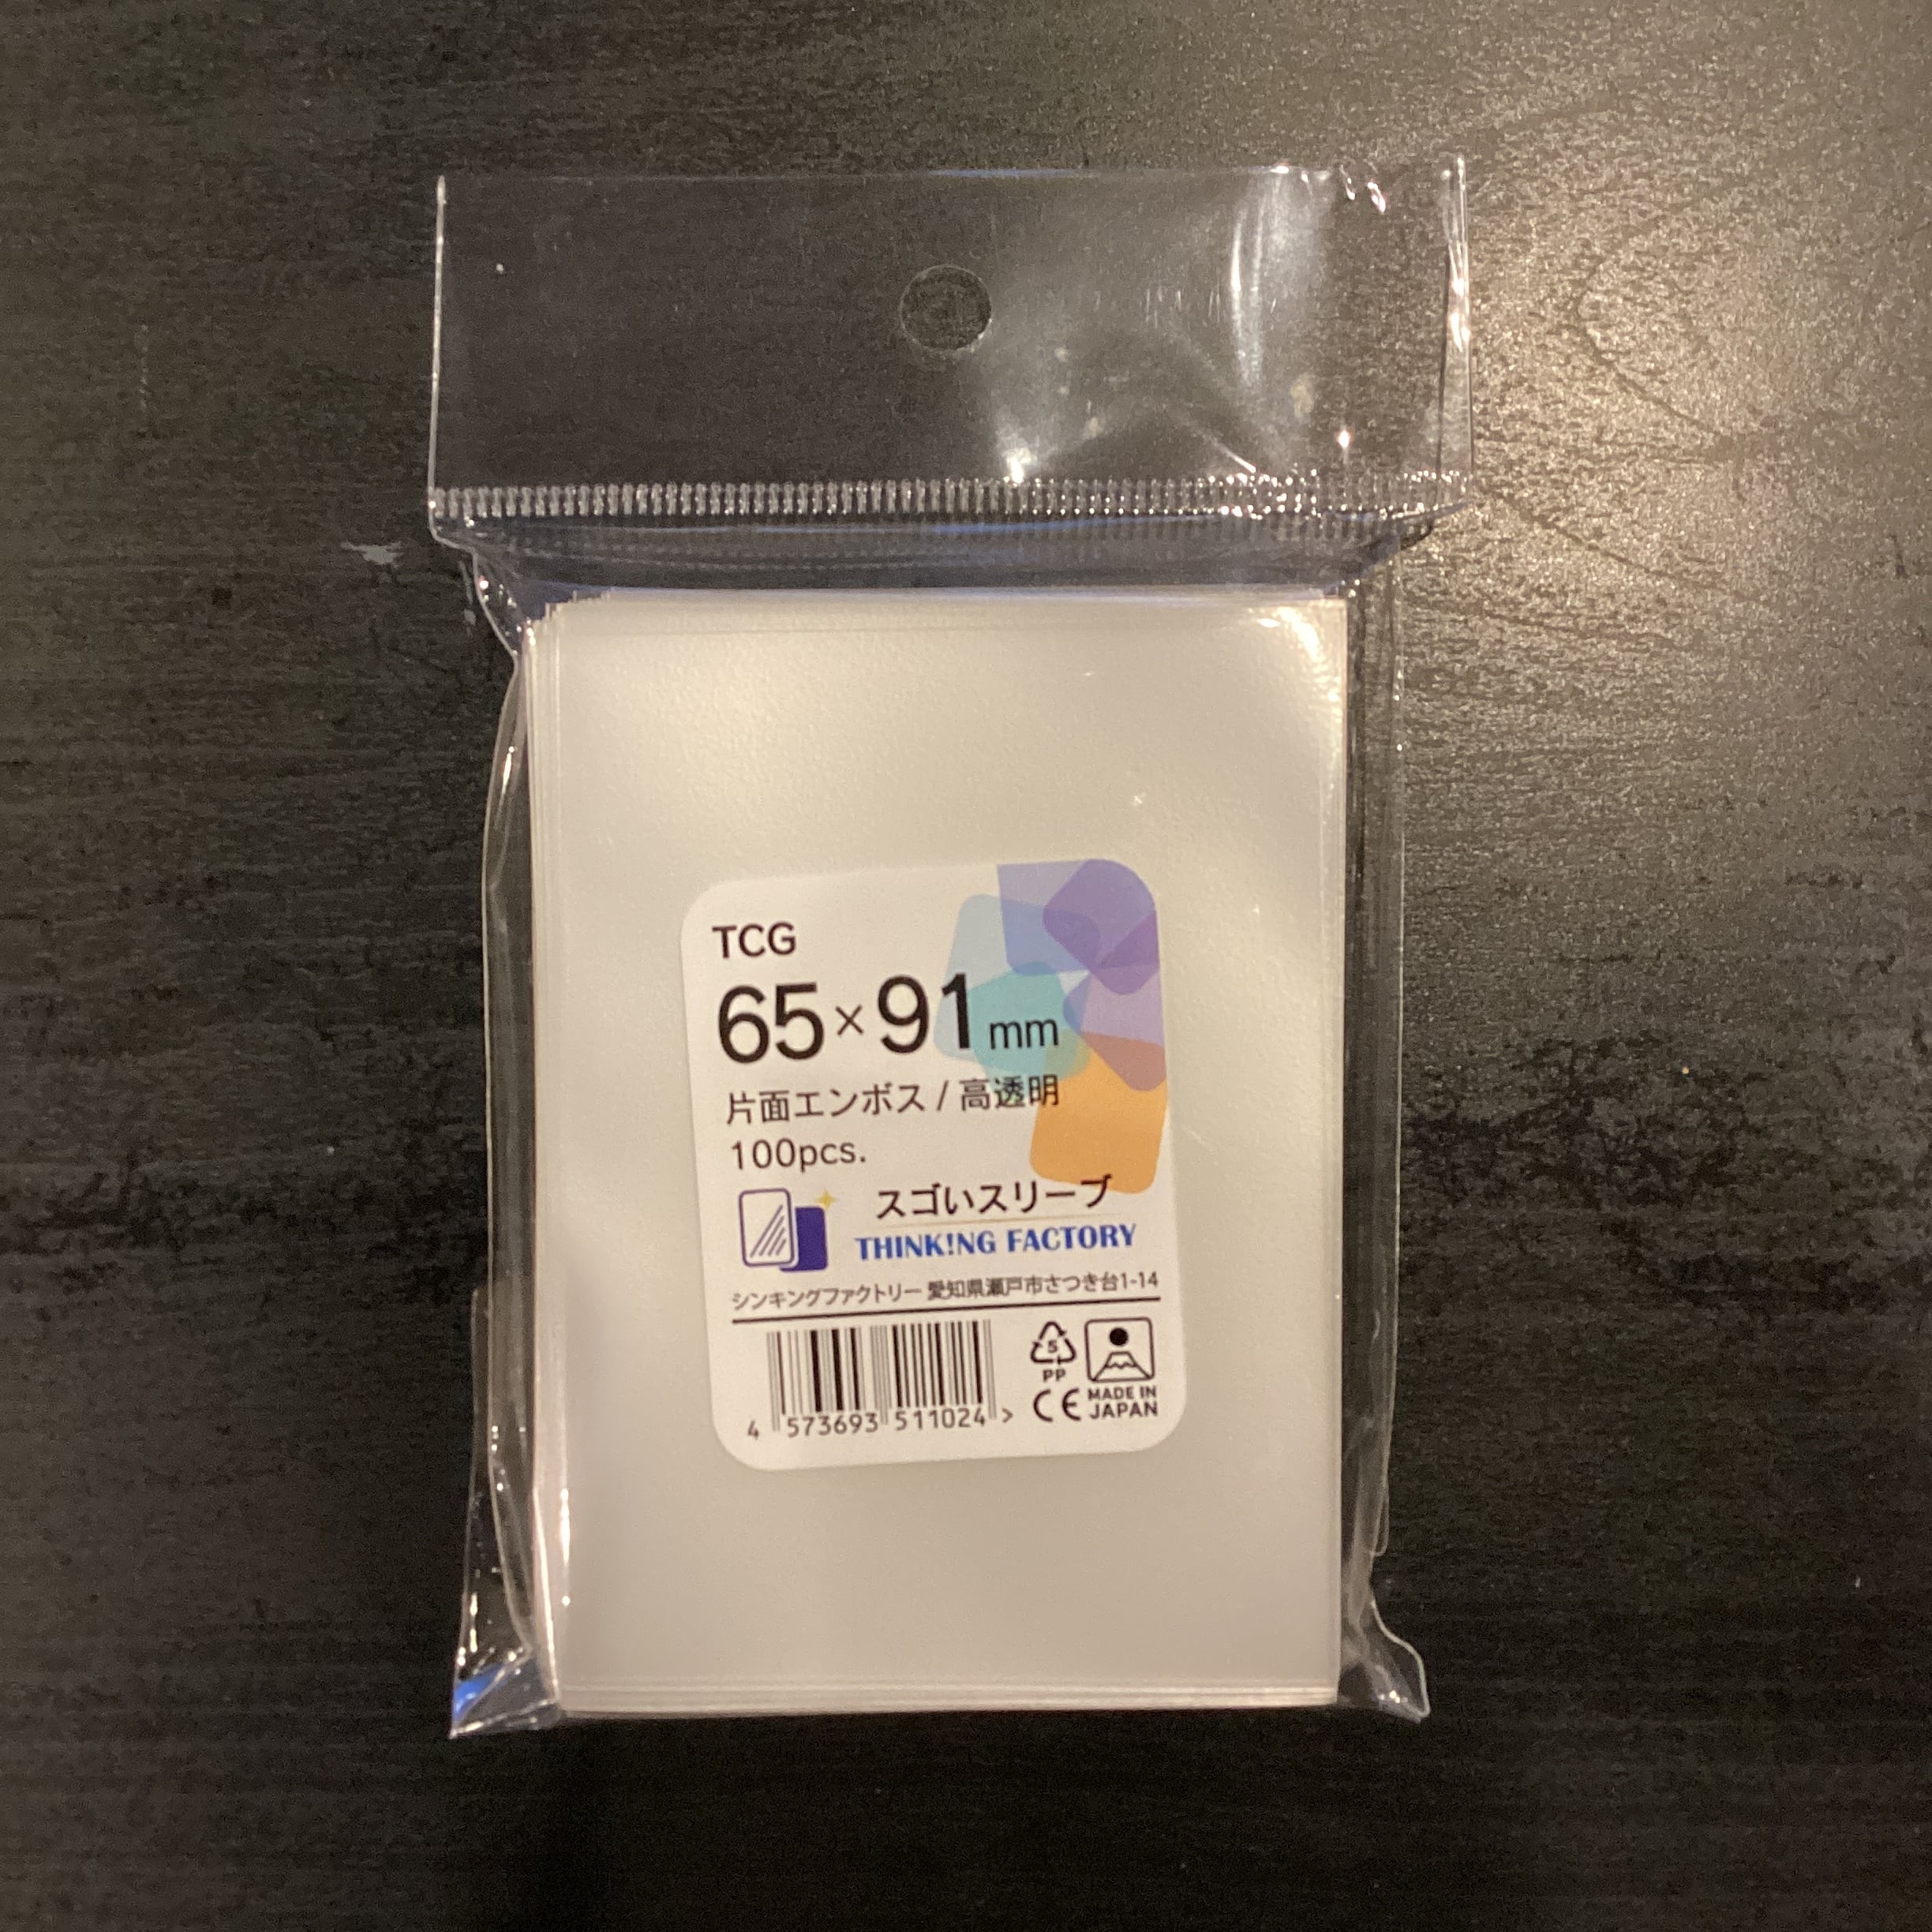 TCG
65×91mm
片面エンボス / 高透明
100pcs.
スゴいスリーブ
THINK!NG FACTORY
シンキングファクトリー 愛知県瀬戸市さつき台1-14
4 573693 511024 >
5
PP
CE
MADE IN
JAPAN